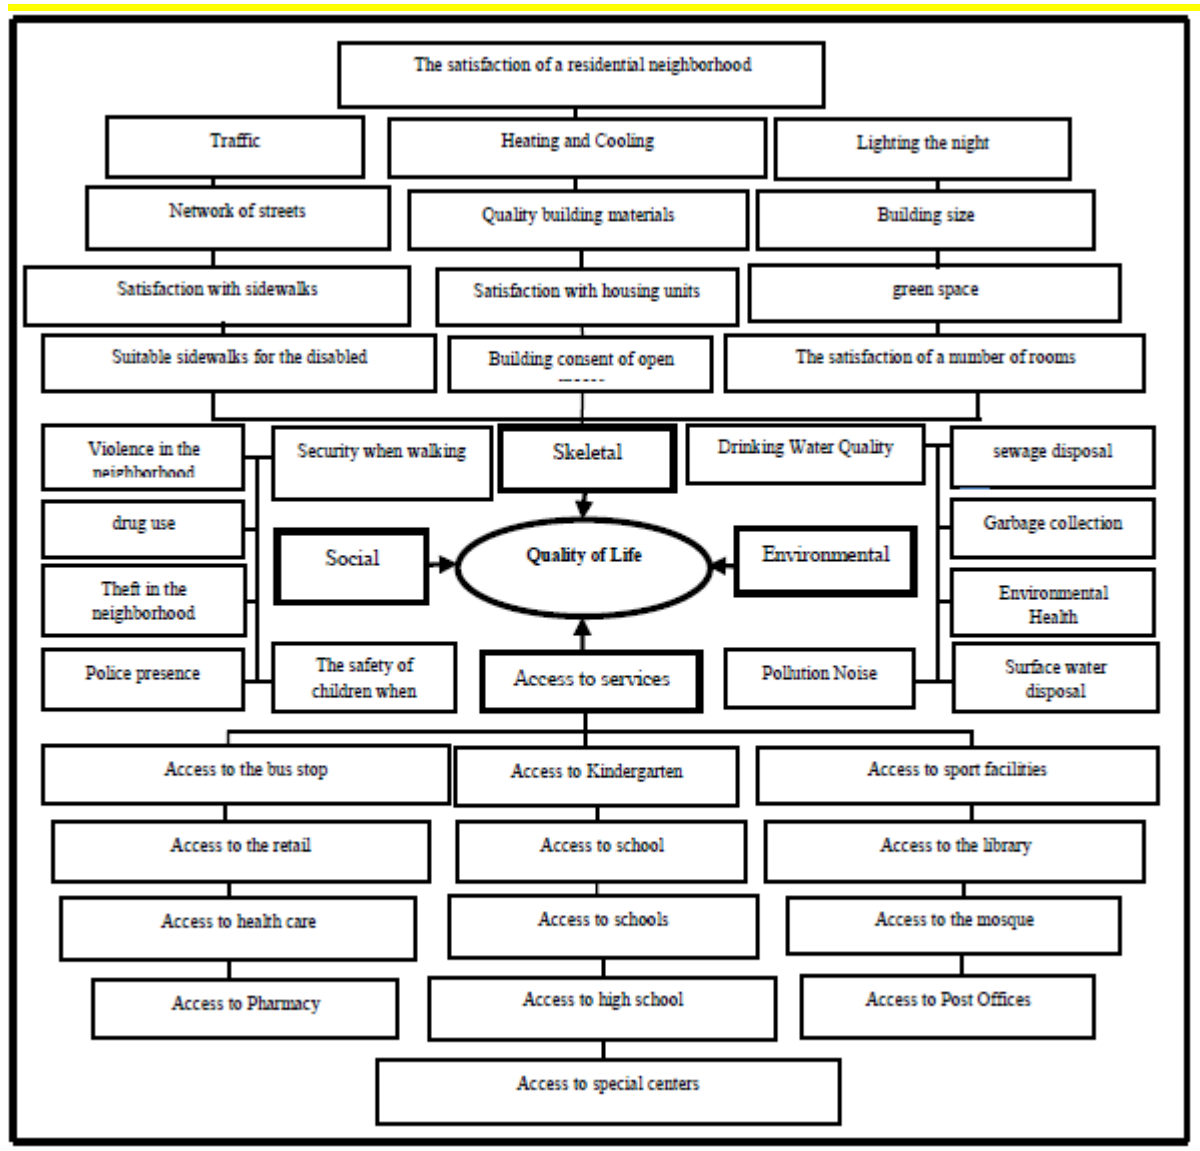 The satisfaction of a residential neighborhood
Traffic
Heating and Cooling
Lighting the night
Network of streets
Quality building materials
Building size
Satisfaction with sidewalks
Satisfaction with housing units
green space
Suitable sidewalks for the disabled
Building consent of open
The satisfaction of a number of rooms
Violence in the
neighborhood
Security when walking
Skeletal
Drinking Water Quality
sewage disposal
drug use
Garbage collection
Social
Quality of Life
Environmental
Theft in the
neighborhood
Environmental
Health
Police presence
The safety of
children when
Access to services
Pollution Noise
Surface water
disposal
Access to the bus stop
Access to Kindergarten
Access to sport facilities
Access to the retail
Access to school
Access to the library
Access to health care
Access to schools
Access to the mosque
Access to Pharmacy
Access to high school
Access to Post Offices
Access to special centers